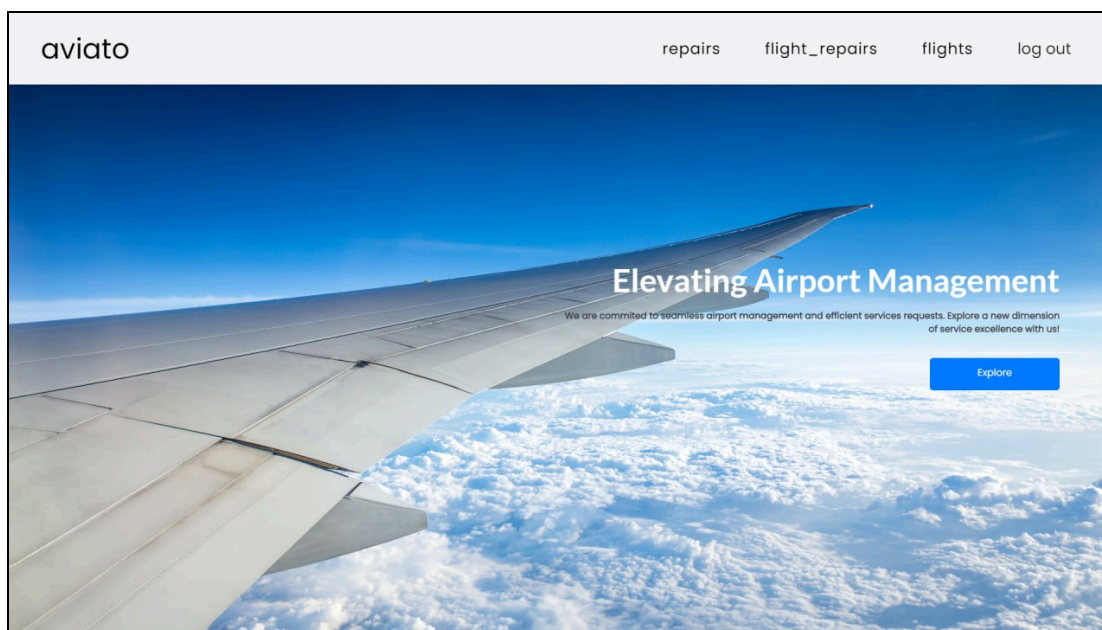 aviato
repairs flight_repairs flights log out
Elevating Airport Management
We are commited to seamless airport management and efficient services requests. Explore a new dimension
of service excellence with us!
Explore